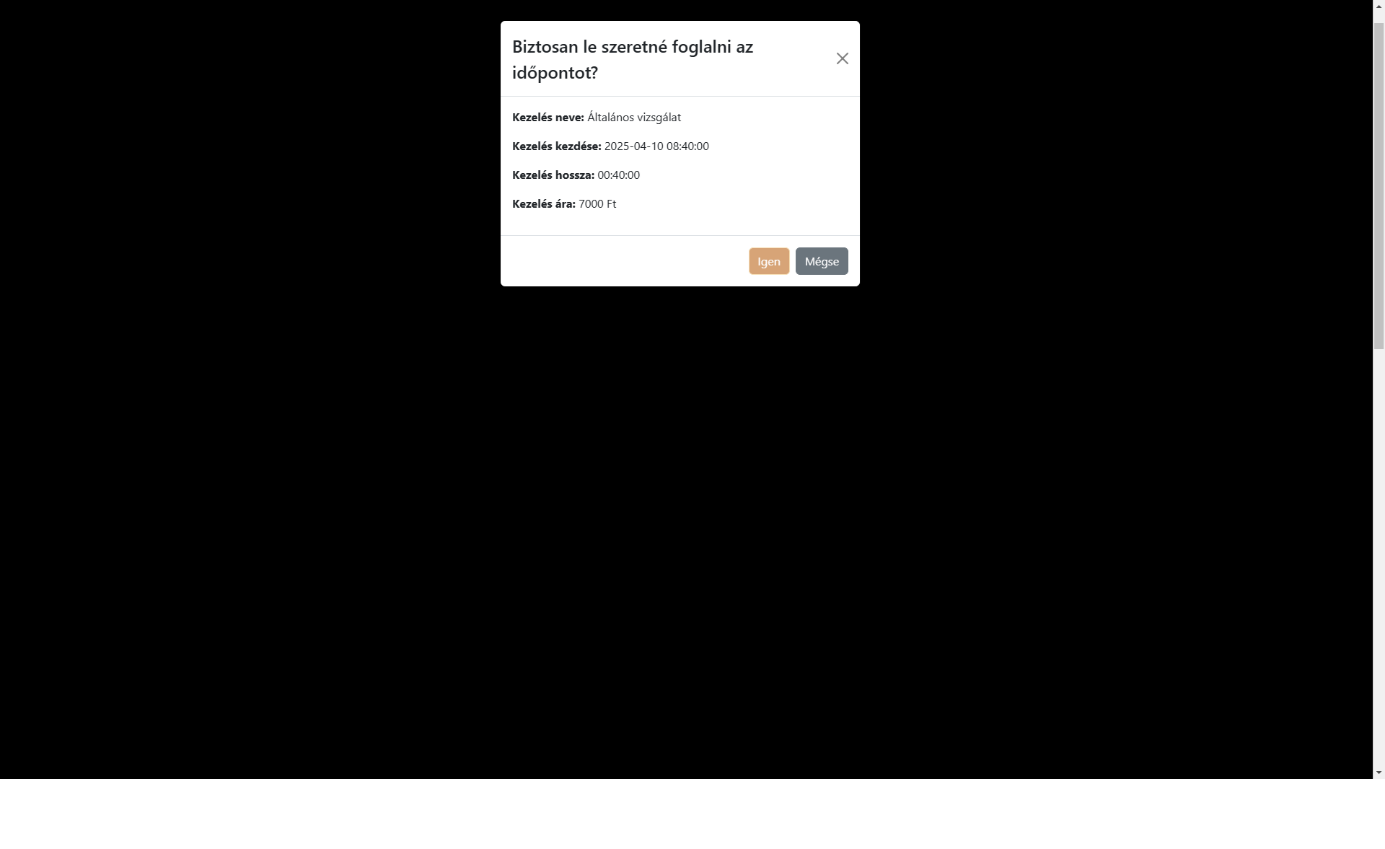 Biztosan le szeretné foglalni az
időpontot?
Kezelés neve: Általános vizsgálat
Kezelés kezdése: 2025-04-10 08:40:00
Kezelés hossza: 00:40:00
Kezelés ára: 7000 Ft
Igen Mégse